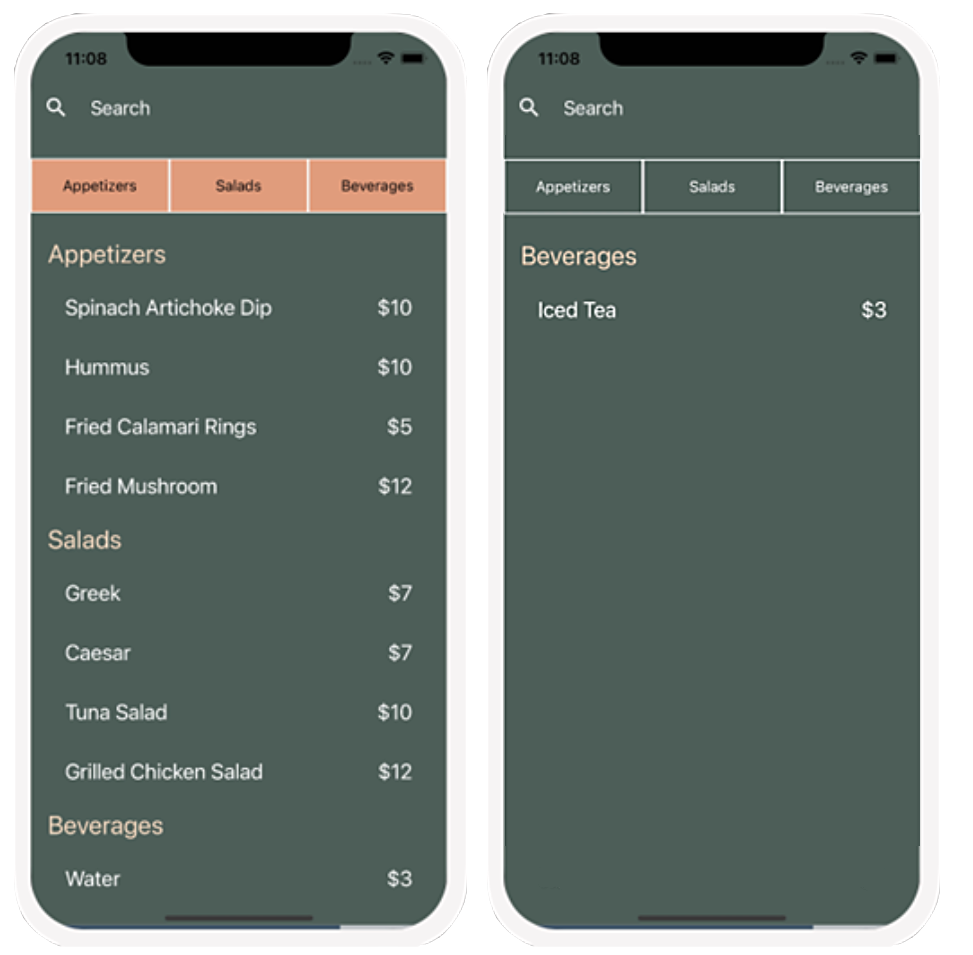 11:08
Search
Appetizers Salads Beverages
Appetizers
Spinach Artichoke Dip $10
Hummus $10
Fried Calamari Rings $5
Fried Mushroom $12
Salads
Greek $7
Caesar $7
Tuna Salad $10
Grilled Chicken Salad $12
Beverages
Water $3
11:08
Search
Appetizers Salads Beverages
Beverages
Iced Tea $3